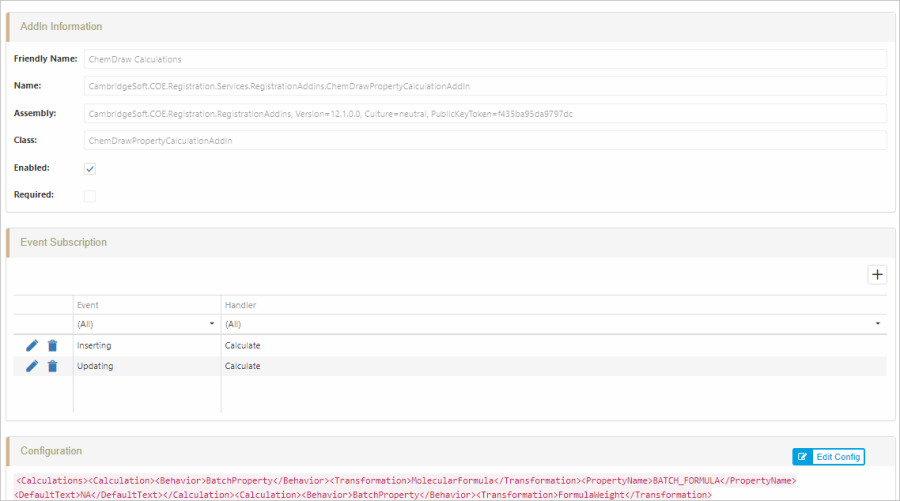 AddIn Information
Friendly Name: ChemDraw Calculations
Name: CambridgeSoft.COE.Registration.Services.RegistrationAddins.ChemDrawPropertyCalculationAddIn
Assembly: CambridgeSoft.COE.Registration.RegistrationAddins, Version=12.1.0.0, Culture=neutral, PublicKeyToken=f435ba95da9797dc
Class: ChemDrawPropertyCalculationAddIn
Enabled:
Required:
Event Subscription
Event Handler
(All) (All)
Inserting Calculate
Updating Calculate
Configuration
Edit Config
<Calculations><Calculation><Behavior>BatchProperty</Behavior><Transformation>MolecularFormula</Transformation><PropertyName>BATCH_FORMULA</PropertyName>
<DefaultText>NA</DefaultText></Calculation><Calculation><Behavior>BatchProperty</Behavior><Transformation>FormulaWeight</Transformation>